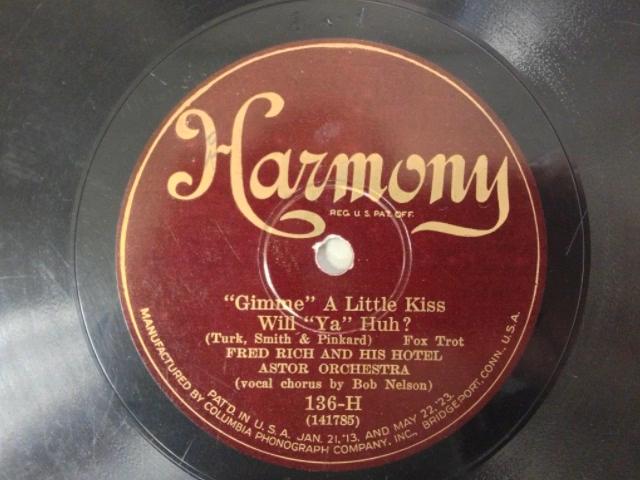 Harmony
REG. U.S. PAT. OFF.
“Gimme” A Little Kiss
Will “Ya” Huh?
(Turk, Smith & Pinkard) Fox Trot
FRED RICH AND HIS HOTEL
ASTOR ORCHESTRA
(vocal chorus by Bob Nelson)
136-H
(141785)
PAT'D. IN U.S.A. JAN. 21, '13. AND MAY 22, '23.
MANUFACTURED BY COLUMBIA PHONOGRAPH COMPANY, INC., BRIDGEPORT, CONN., U.S.A.